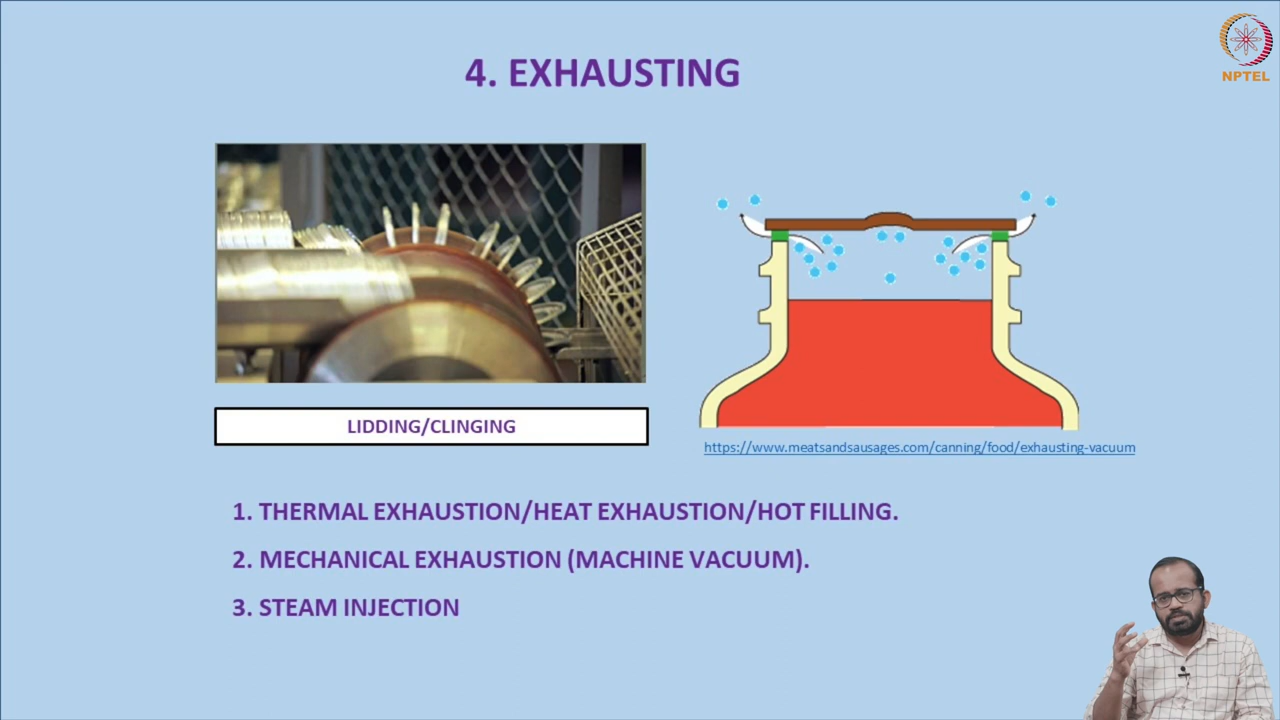 4. EXHAUSTING
NPTEL
LIDDING/CLINGING
https://www.meatsandsausages.com/canning/food/exhausting-vacuum
1. THERMAL EXHAUSTION/HEAT EXHAUSTION/HOT FILLING.
2. MECHANICAL EXHAUSTION (MACHINE VACUUM).
3. STEAM INJECTION